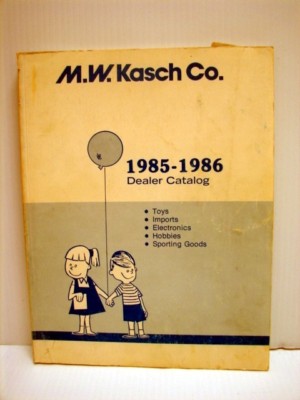 M.W. Kasch Co.
1985-1986
Dealer Catalog
• Toys
• Imports
• Electronics
• Hobbies
• Sporting Goods